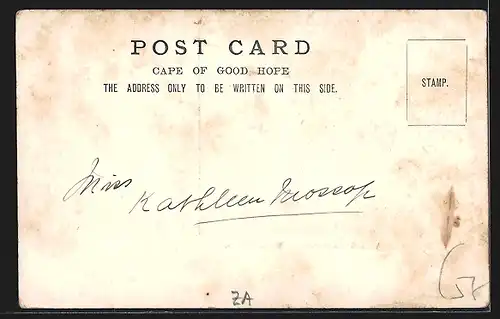 POST CARD
CAPE OF GOOD HOPE
THE ADDRESS ONLY TO BE WRITTEN ON THIS SIDE.
STAMP.
Miss
Kathleen Mossop
ZA